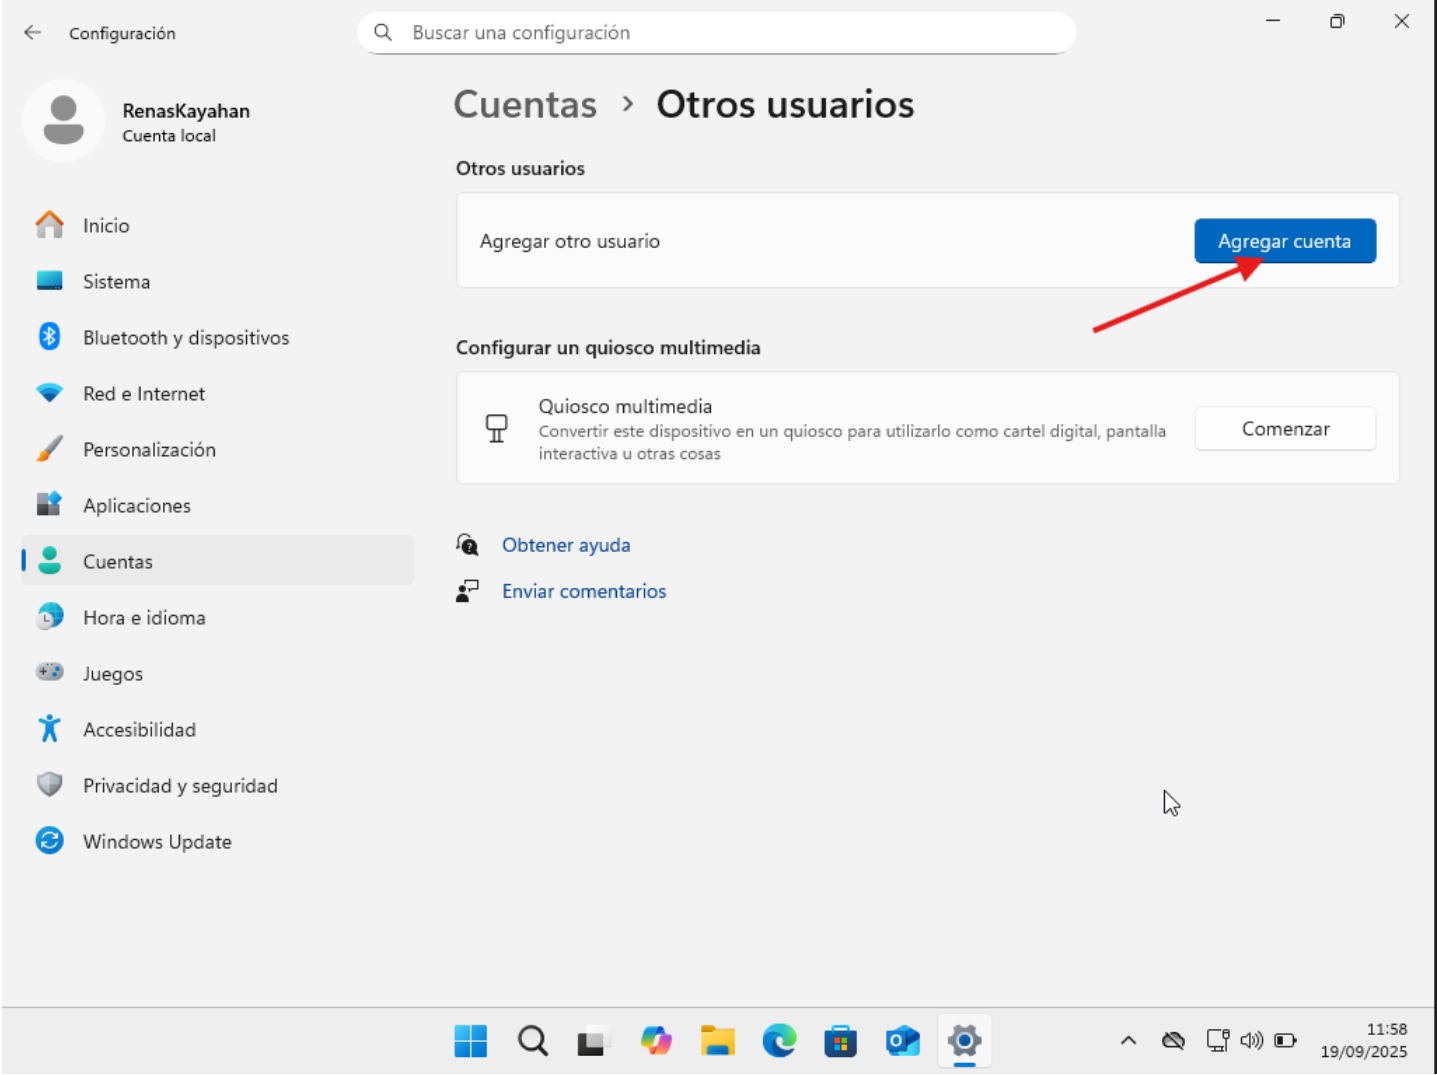 Configuración
Buscar una configuración
RenasKayahan
Cuenta local
Inicio
Sistema
Bluetooth y dispositivos
Red e Internet
Personalización
Aplicaciones
Cuentas
Hora e idioma
Juegos
Accesibilidad
Privacidad y seguridad
Windows Update
Cuentas > Otros usuarios
Otros usuarios
Agregar otro usuario
Agregar cuenta
Configurar un quiosco multimedia
Quiosco multimedia
Convertir este dispositivo en un quiosco para utilizarlo como cartel digital, pantalla
interactiva u otras cosas
Comenzar
Obtener ayuda
Enviar comentarios
11:58
19/09/2025